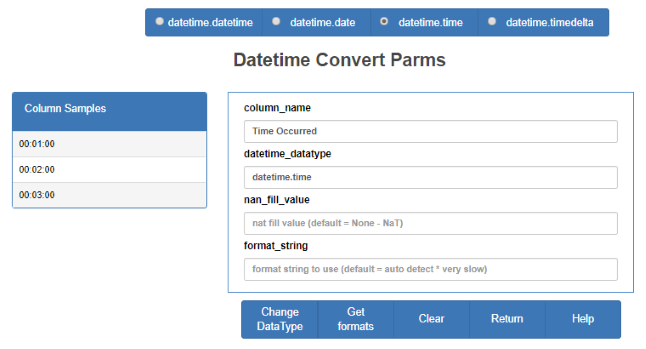 datetime.datetime datetime.date datetime.time datetime.timedelta
Datetime Convert Parms
Column Samples
00:01:00
00:02:00
00:03:00
column_name
Time Occurred
datetime_datatype
datetime.time
nan_fill_value
nat fill value (default = None - NaT)
format_string
format string to use (default = auto detect * very slow)
Change
DataType
Get
formats
Clear
Return
Help